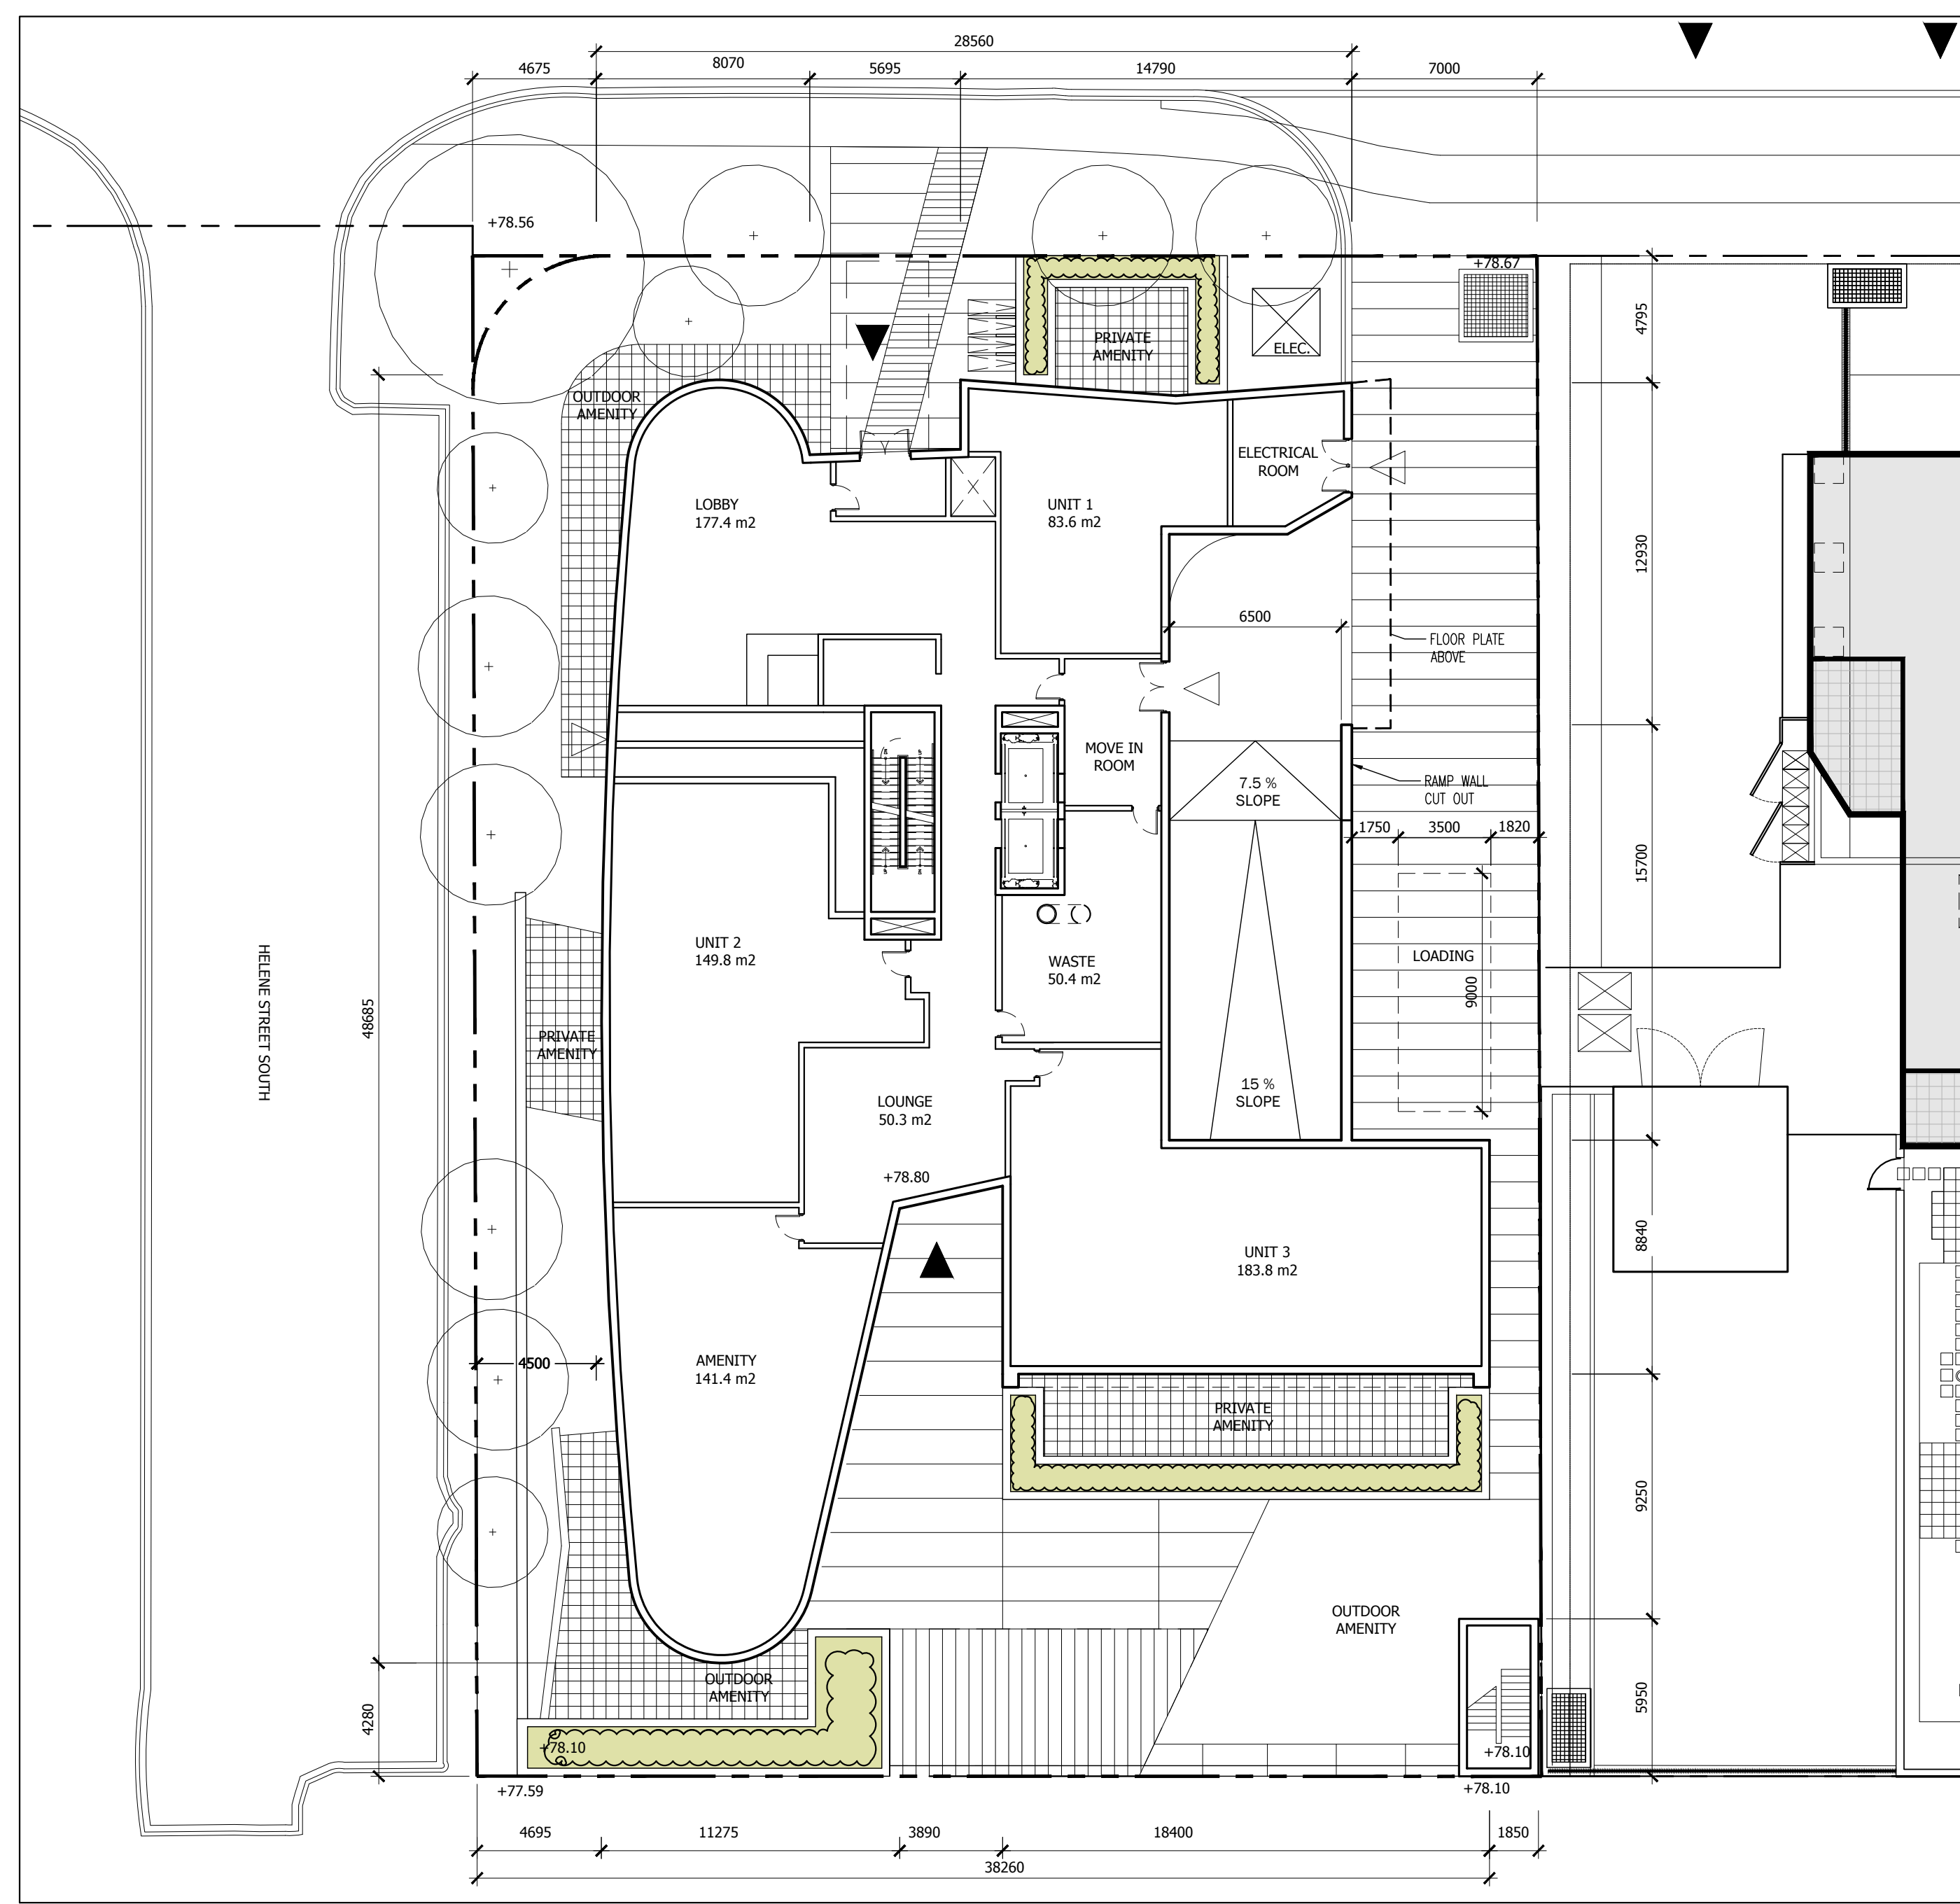 28560
4675
8070
5695
14790
7000
+78.56
+78.67
PRIVATE
AMENITY
ELEC.
4795
OUTDOOR
AMENITY
ELECTRICAL
ROOM
LOBBY
177.4 m2
UNIT 1
83.6 m2
12930
6500
FLOOR PLATE
ABOVE
MOVE IN
ROOM
7.5 %
SLOPE
RAMP WALL
CUT OUT
1750
3500
1820
15700
UNIT 2
149.8 m2
WASTE
50.4 m2
LOADING
9000
HELENE STREET SOUTH
48685
PRIVATE
AMENITY
LOUNGE
50.3 m2
15 %
SLOPE
+78.80
UNIT 3
183.8 m2
8840
4500
AMENITY
141.4 m2
PRIVATE
AMENITY
9250
OUTDOOR
AMENITY
OUTDOOR
AMENITY
4280
5950
+78.10
+78.10
+77.59
+78.10
4695
11275
3890
18400
1850
38260